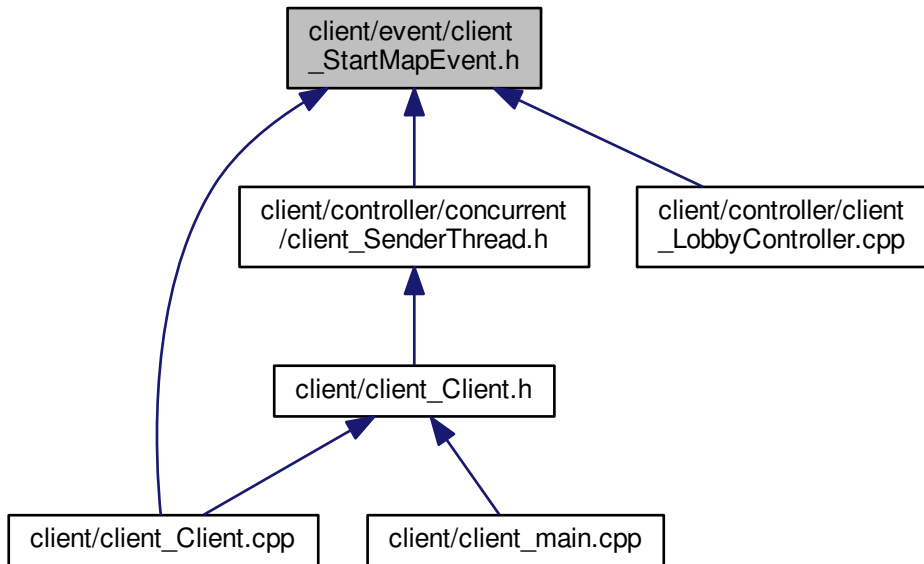 client/event/client
_StartMapEvent.h
client/controller/concurrent
/client_SenderThread.h
client/controller/client
_LobbyController.cpp
client/client_Client.h
client/client_Client.cpp
client/client_main.cpp